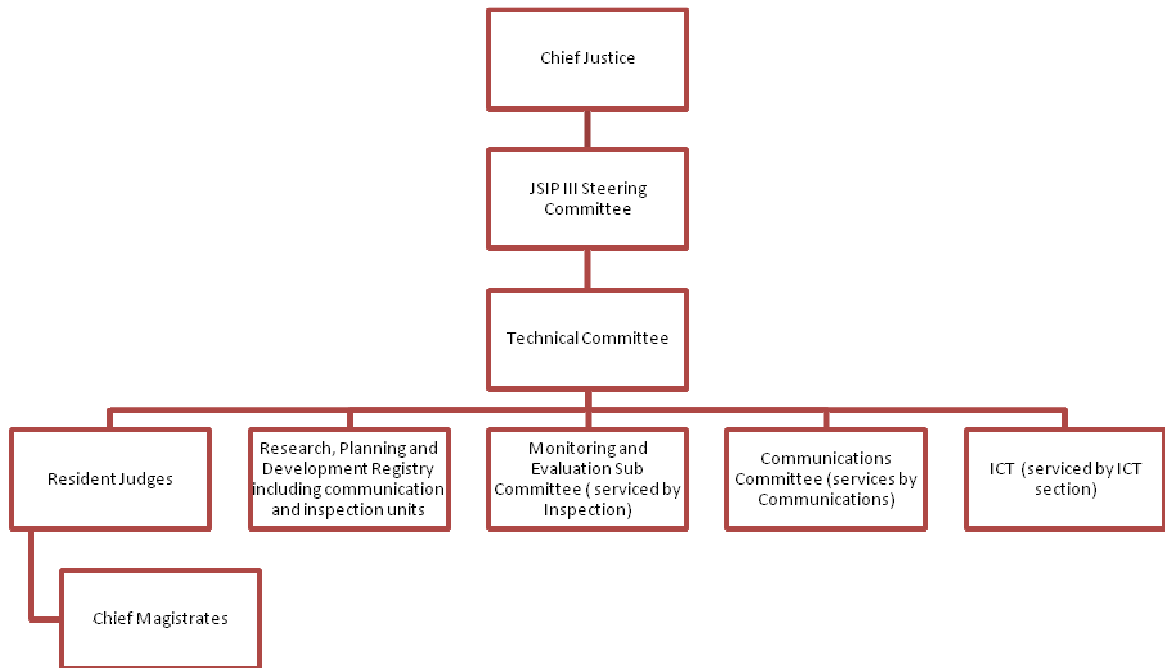 Chief Justice
JSIP III Steering
Committee
Technical Committee
Resident Judges
Research, Planning and
Development Registry
including communication
and inspection units
Monitoring and
Evaluation Sub
Committee ( serviced by
Inspection)
Communications
Committee (services by
Communications)
ICT (serviced by ICT
section)
Chief Magistrates